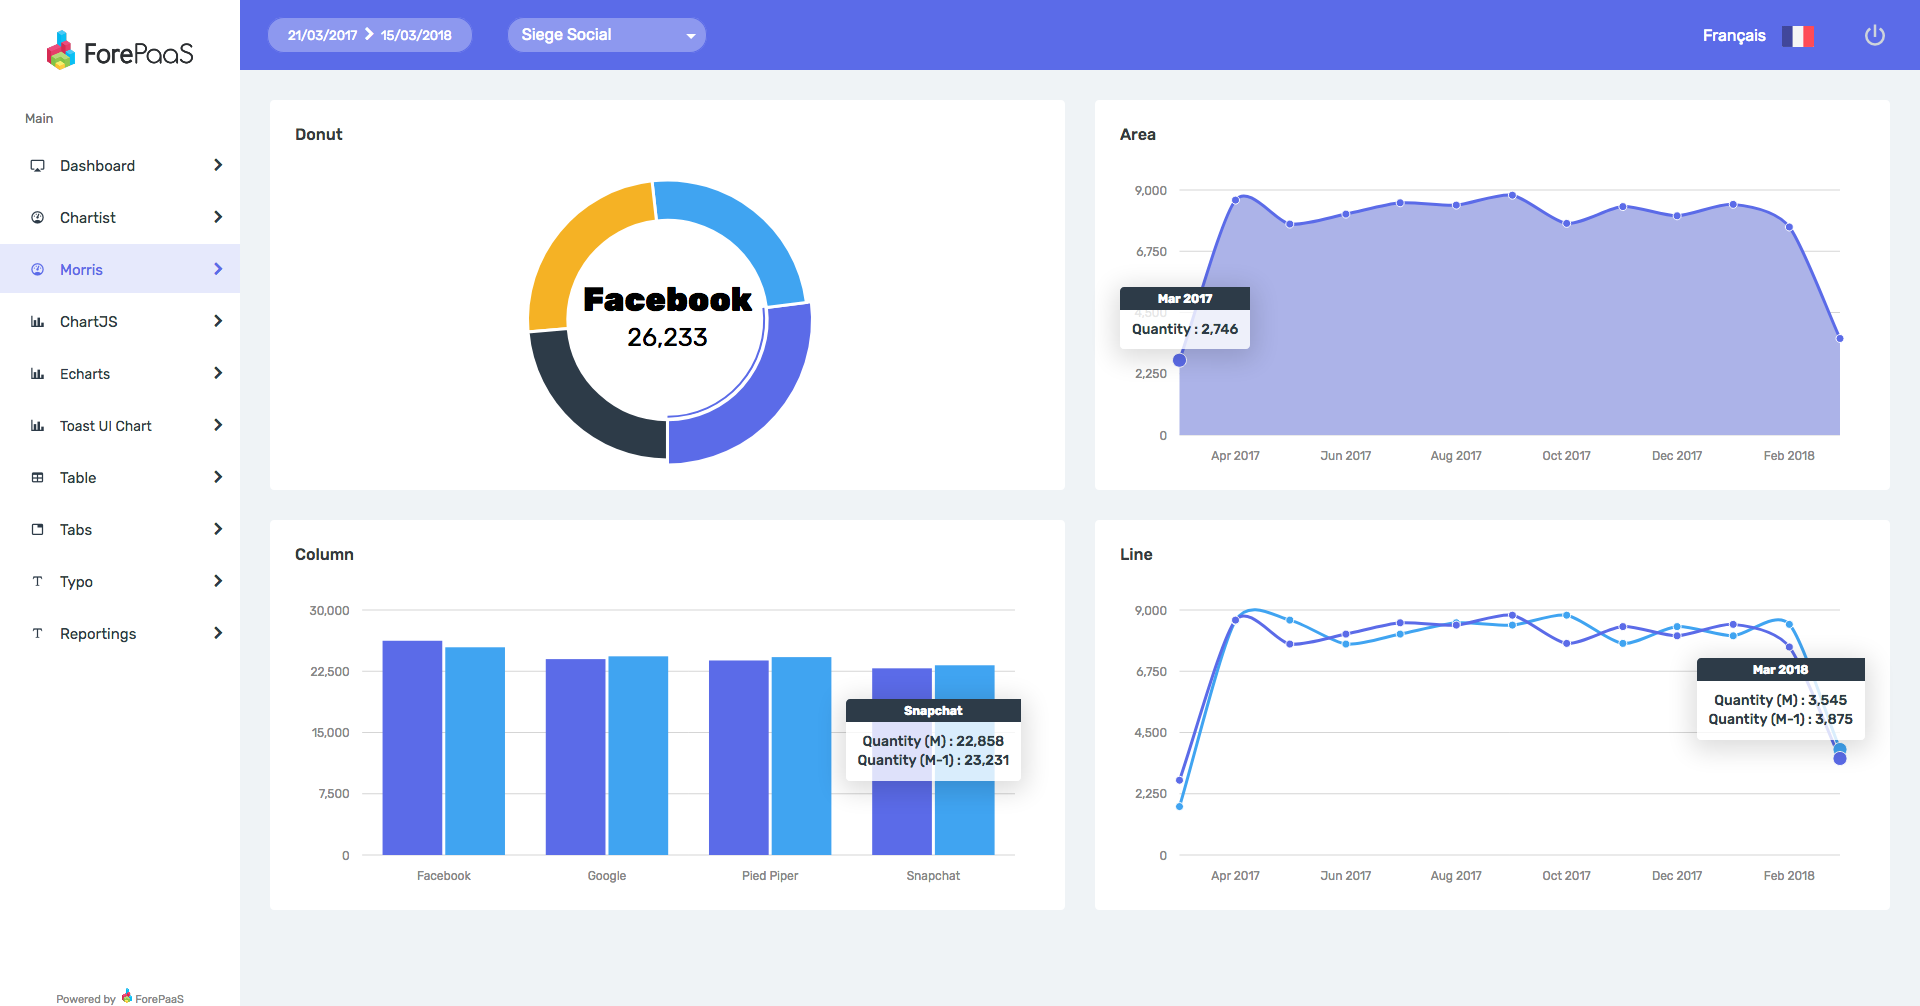 ForePaaS
21/03/2017 15/03/2018
Siege Social
Français
Main
Dashboard
Chartist
Morris
ChartJS
Echarts
Toast UI Chart
Table
Tabs
Typo
Reportings
Powered by ForePaaS
Donut
Facebook
26,233
Area
9,000
6,750
4,500
2,250
0
Mar 2017
Quantity : 2,746
Apr 2017 Jun 2017 Aug 2017 Oct 2017 Dec 2017 Feb 2018
Column
30,000
22,500
15,000
7,500
0
Snapchat
Quantity (M) : 22,858
Quantity (M-1) : 23,231
Facebook Google Pied Piper Snapchat
Line
9,000
6,750
4,500
2,250
0
Mar 2018
Quantity (M) : 3,545
Quantity (M-1) : 3,875
Apr 2017 Jun 2017 Aug 2017 Oct 2017 Dec 2017 Feb 2018